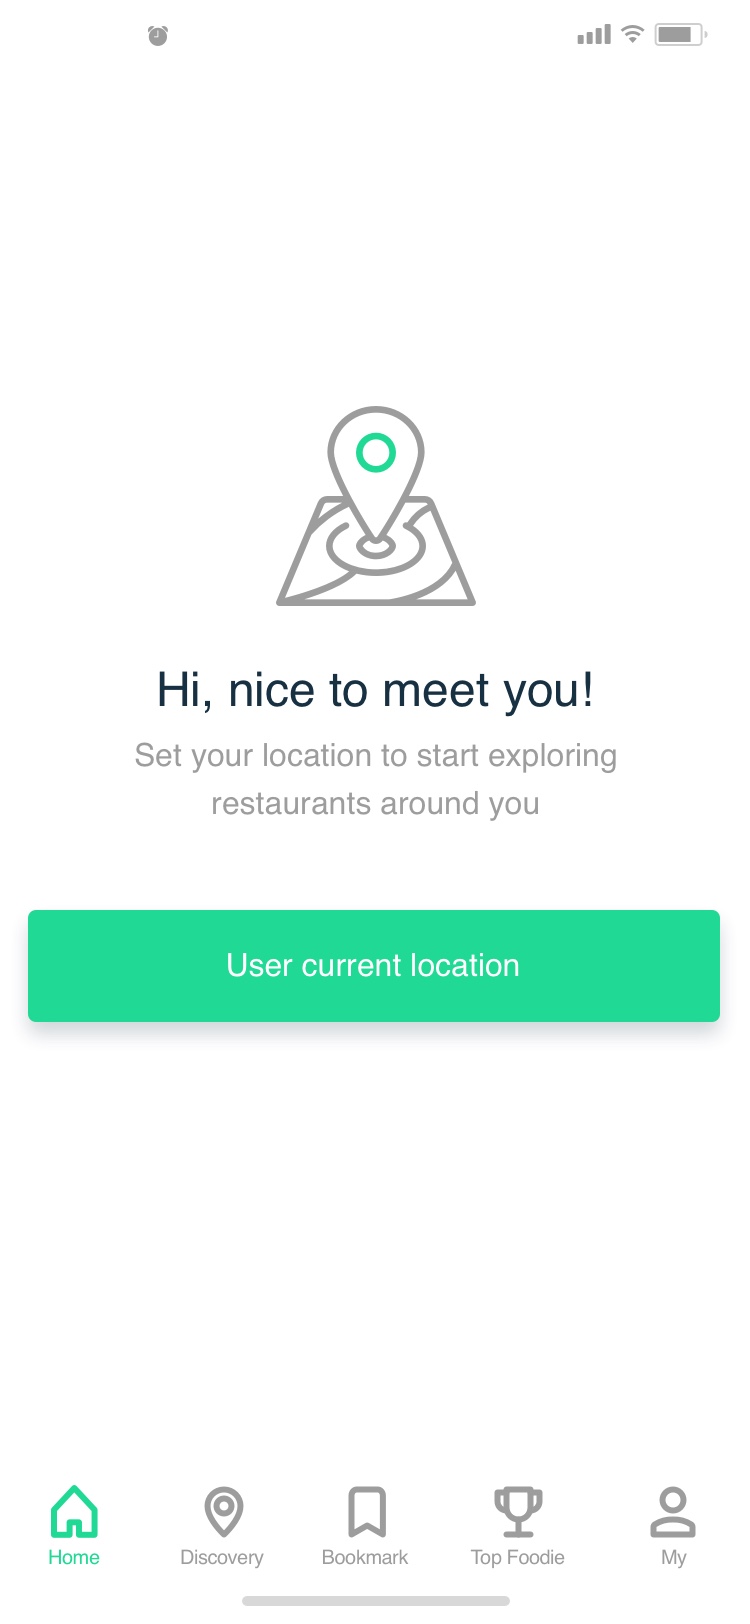 Hi, nice to meet you!
Set your location to start exploring
restaurants around you
User current location
Home
Discovery
Bookmark
Top Foodie
My